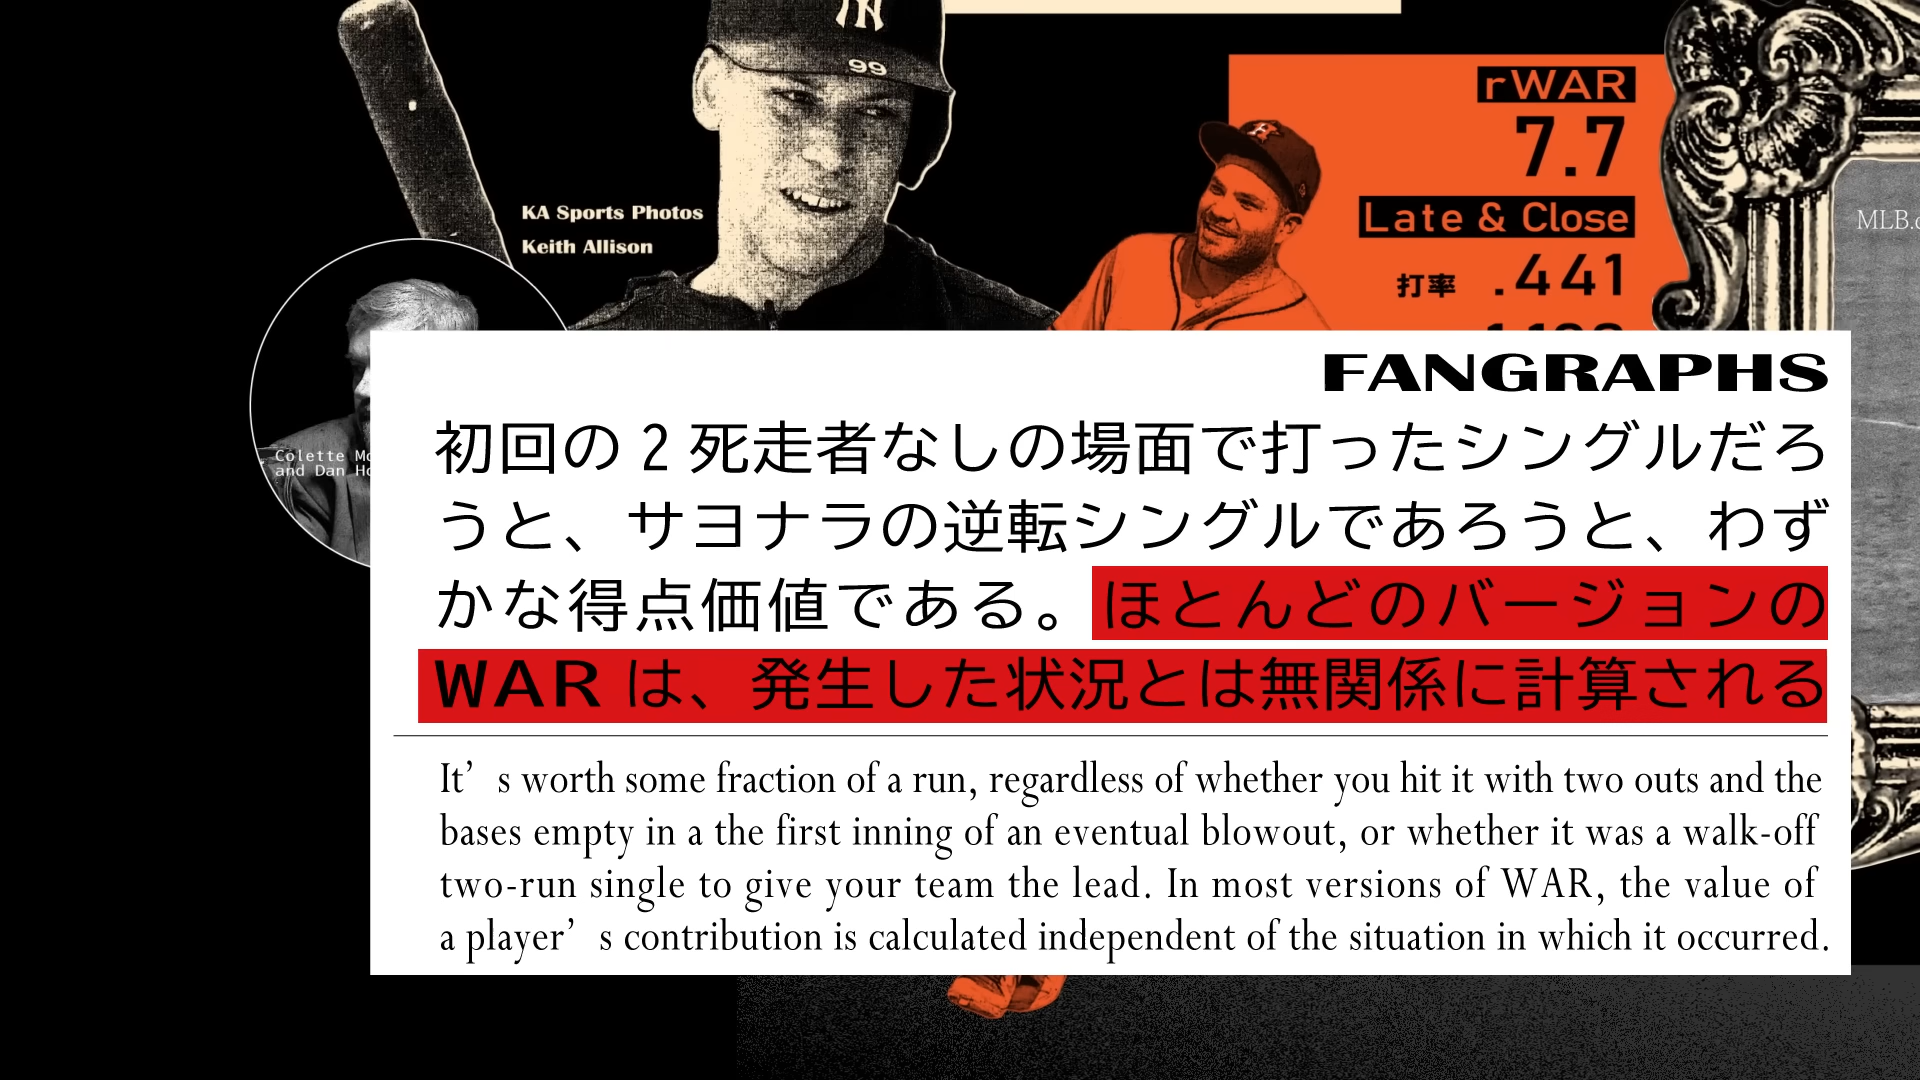 NY
99
KA Sports Photos
Keith Allison
rWAR
7.7
Late & Close
打率 .441
MLB.c
Colette
and Dan
FANGRAPHS
初回の2死走者なしの場面で打ったシングルだろ
うと、サヨナラの逆転シングルであろうと、わず
かな得点価値である。ほとんどのバージョンの
WARは、発生した状況とは無関係に計算される
It’s worth some fraction of a run, regardless of whether you hit it with two outs and the
bases empty in a the first inning of an eventual blowout, or whether it was a walk-off
two-run single to give your team the lead. In most versions of WAR, the value of
a player’s contribution is calculated independent of the situation in which it occurred.